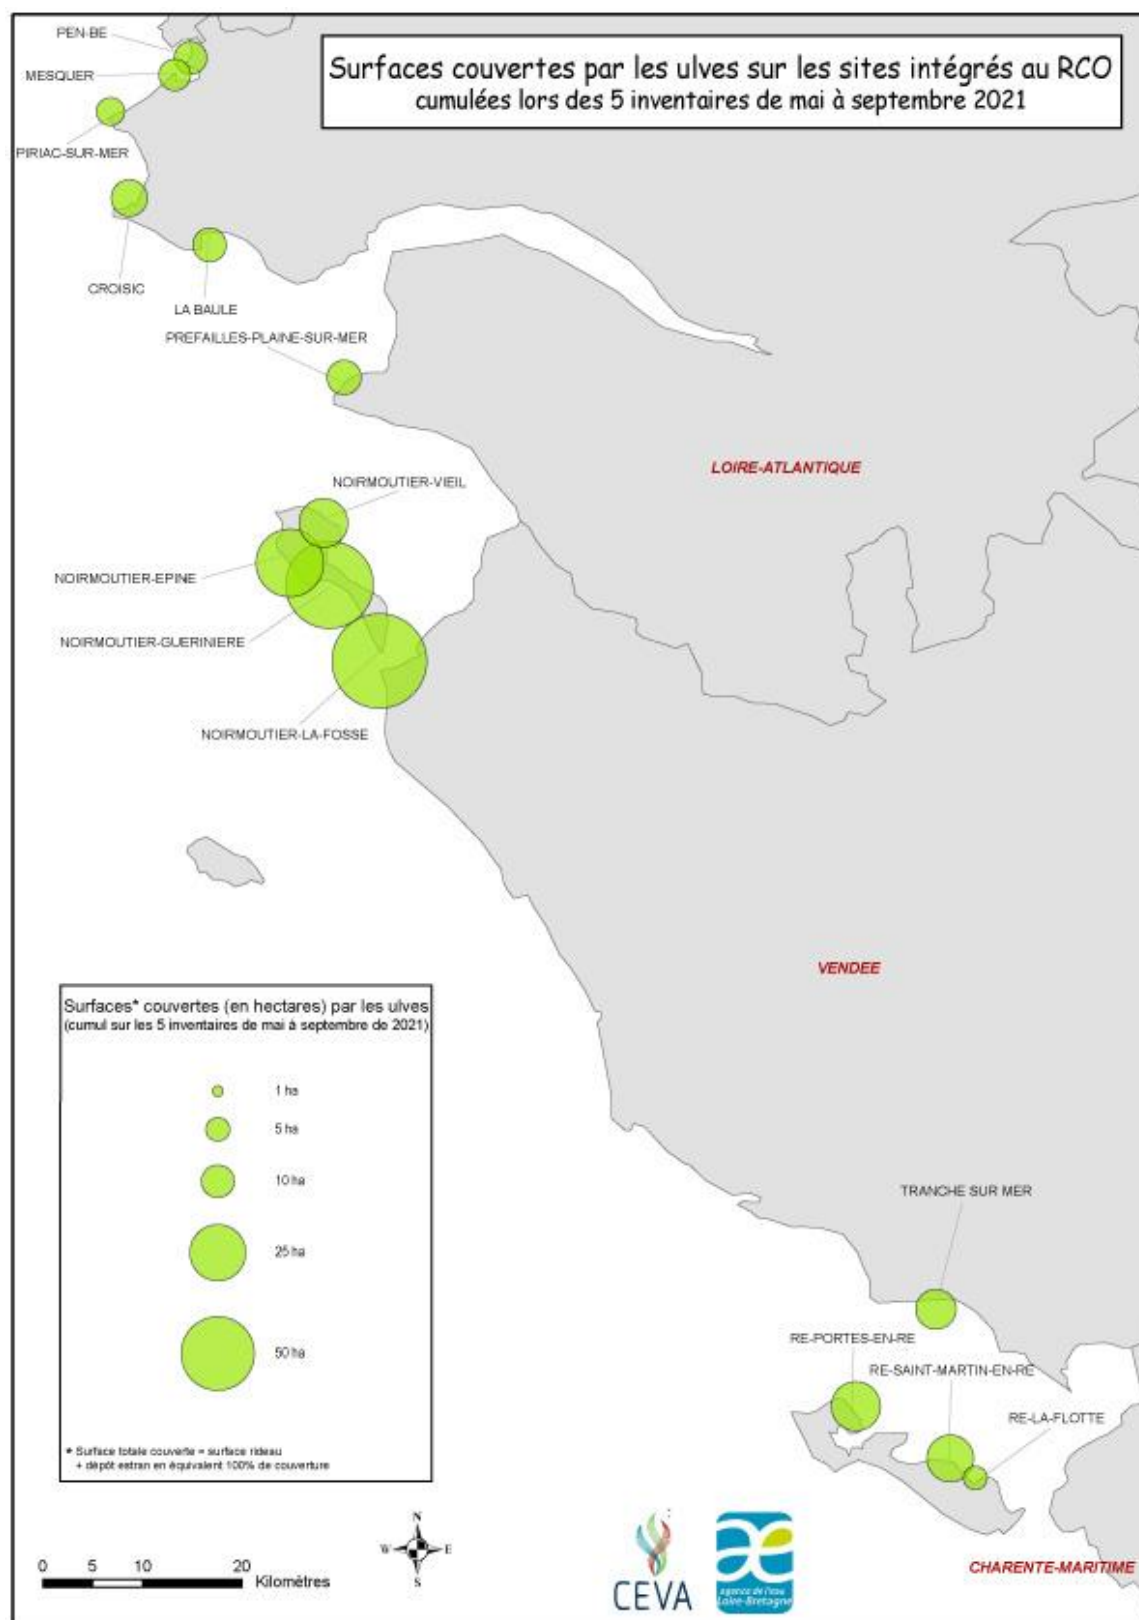 PEN-BE
Surfaces couvertes par les ulves sur les sites intégrés au RCO
cumulées lors des 5 inventaires de mai à septembre 2021
MESQUER
PIRIAC-SUR-MER
CROISIC
LA BAULE
PREFAILLES-PLAINE-SUR-MER
LOIRE-ATLANTIQUE
NOIRMOUTIER-VIEIL
NOIRMOUTIER-EPINE
NOIRMOUTIER-GUERINIERE
NOIRMOUTIER-LA-FOSSE
VENDEE
Surfaces* couvertes (en hectares) par les ulves
(cumul sur les 5 inventaires de mai à septembre de 2021)
1 ha
5 ha
10 ha
25 ha
50 ha
* Surface totale couverte = surface rideau
+ dépôt estran en équivalent 100% de couverture
TRANCHE SUR MER
RE-PORTES-EN-RE
RE-SAINT-MARTIN-EN-RE
RE-LA-FLOTTE
N
W E
S
0 5 10 20
Kilomètres
CEVA
agence de l'eau
Loire-Bretagne
CHARENTE-MARITIME